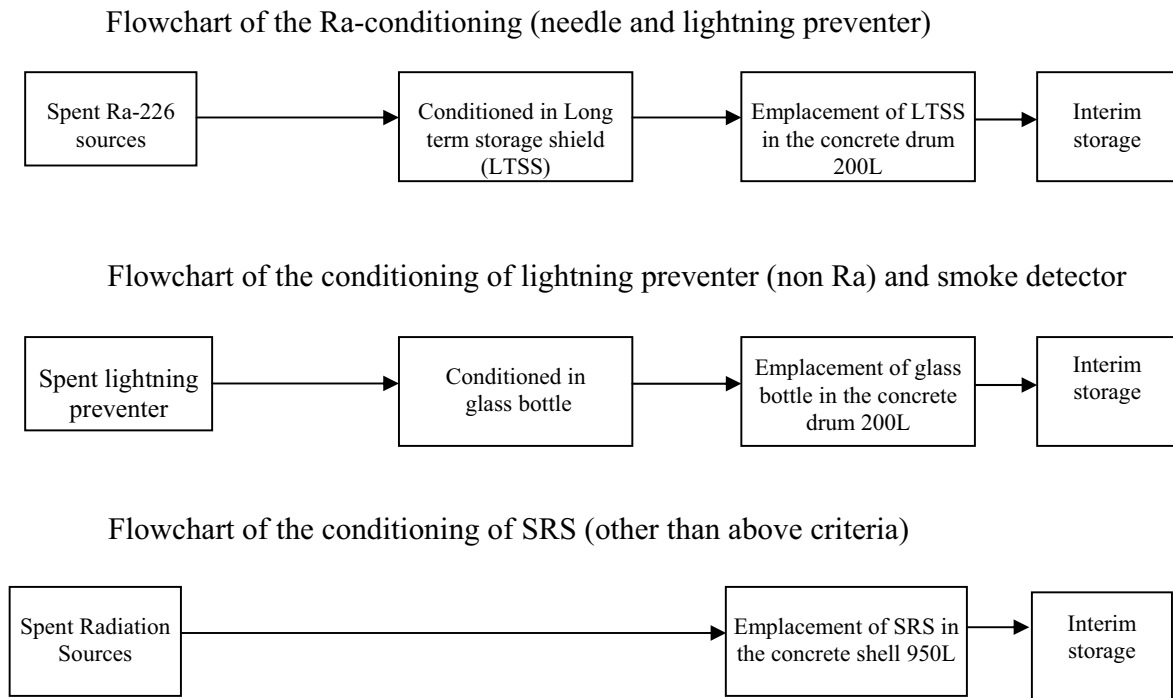 Flowchart of the Ra-conditioning (needle and lightning preventer)
Spent Ra-226
sources
Conditioned in Long
term storage shield
(LTSS)
Emplacement of LTSS
in the concrete drum
200L
Interim
storage
Flowchart of the conditioning of lightning preventer (non Ra) and smoke detector
Spent lightning
preventer
Conditioned in
glass bottle
Emplacement of glass
bottle in the concrete
drum 200L
Interim
storage
Flowchart of the conditioning of SRS (other than above criteria)
Spent Radiation
Sources
Emplacement of SRS in
the concrete shell 950L
Interim
storage